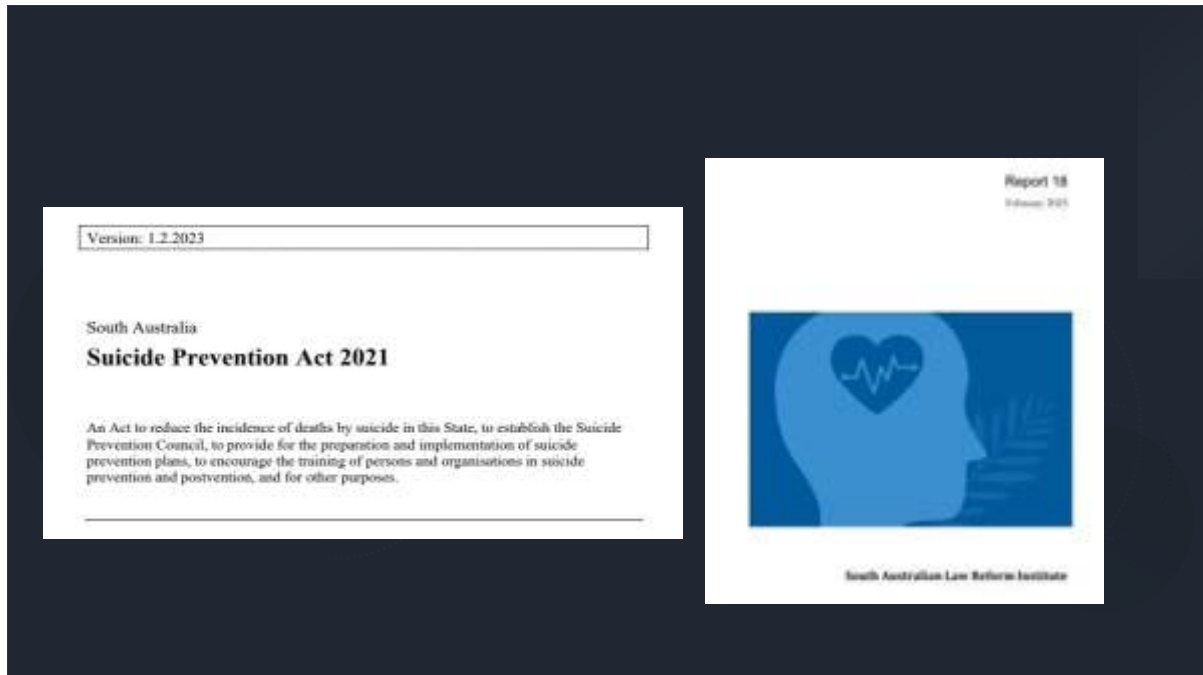 Version: 1.2.2023
South Australia
Suicide Prevention Act 2021
An Act to reduce the incidence of deaths by suicide in this State, to establish the Suicide
Prevention Council, to provide for the preparation and implementation of suicide
prevention plans, to encourage the training of persons and organisations in suicide
prevention and postvention, and for other purposes.
Report 18
February
South Australian Law Reform Institute